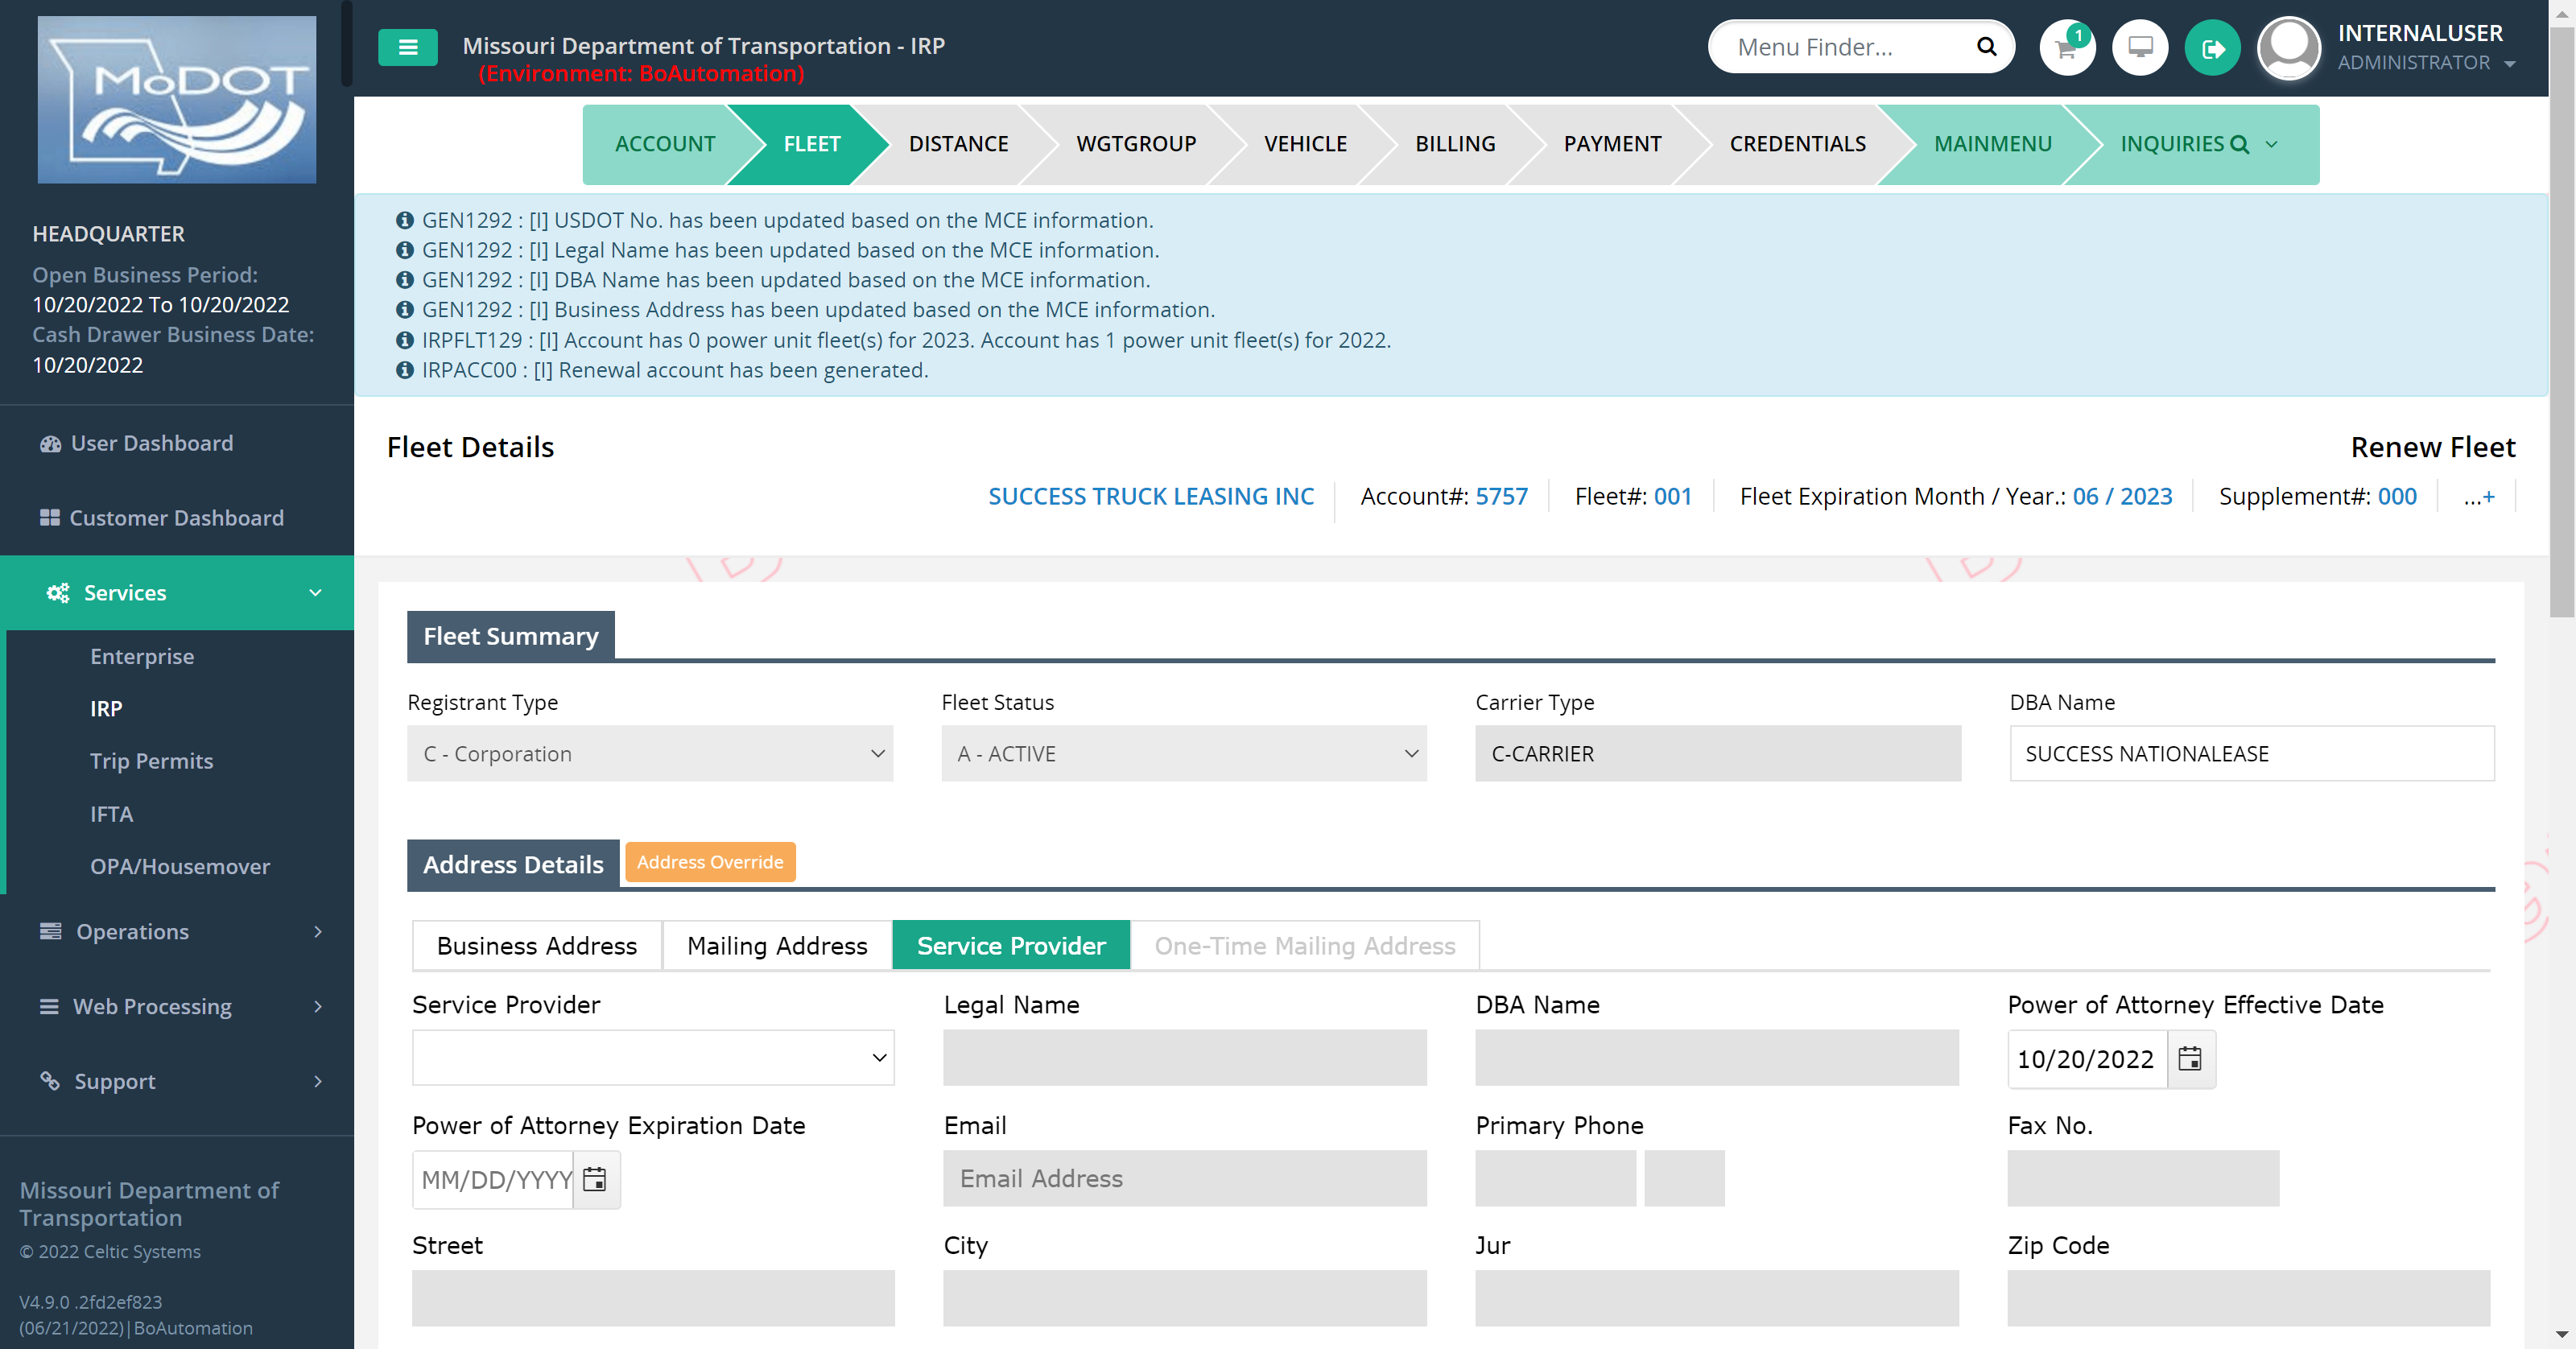 MoDOT
HEADQUARTER
Open Business Period:
10/20/2022 To 10/20/2022
Cash Drawer Business Date:
10/20/2022
User Dashboard
Customer Dashboard
Services
Enterprise
IRP
Trip Permits
IFTA
OPA/Housemover
Operations
Web Processing
Support
Missouri Department of
Transportation
© 2022 Celtic Systems
V4.9.0 .2fd2ef823
(06/21/2022)|BoAutomation
Missouri Department of Transportation - IRP
(Environment: BoAutomation)
Menu Finder...
1
INTERNALUSER
ADMINISTRATOR
ACCOUNT FLEET DISTANCE WGTGROUP VEHICLE BILLING PAYMENT CREDENTIALS MAINMENU INQUIRIES
GEN1292 : [I] USDOT No. has been updated based on the MCE information.
GEN1292 : [I] Legal Name has been updated based on the MCE information.
GEN1292 : [I] DBA Name has been updated based on the MCE information.
GEN1292 : [I] Business Address has been updated based on the MCE information.
IRPFLT129 : [I] Account has 0 power unit fleet(s) for 2023. Account has 1 power unit fleet(s) for 2022.
IRPACC00 : [I] Renewal account has been generated.
Fleet Details Renew Fleet
SUCCESS TRUCK LEASING INC Account#: 5757 Fleet#: 001 Fleet Expiration Month / Year.: 06 / 2023 Supplement#: 000 ...+
Fleet Summary
Registrant Type Fleet Status Carrier Type DBA Name
C - Corporation A - ACTIVE C-CARRIER SUCCESS NATIONALEASE
Address Details Address Override
Business Address Mailing Address Service Provider One-Time Mailing Address
Service Provider Legal Name DBA Name Power of Attorney Effective Date
10/20/2022
Power of Attorney Expiration Date Email Primary Phone Fax No.
MM/DD/YYYY Email Address
Street City Jur Zip Code